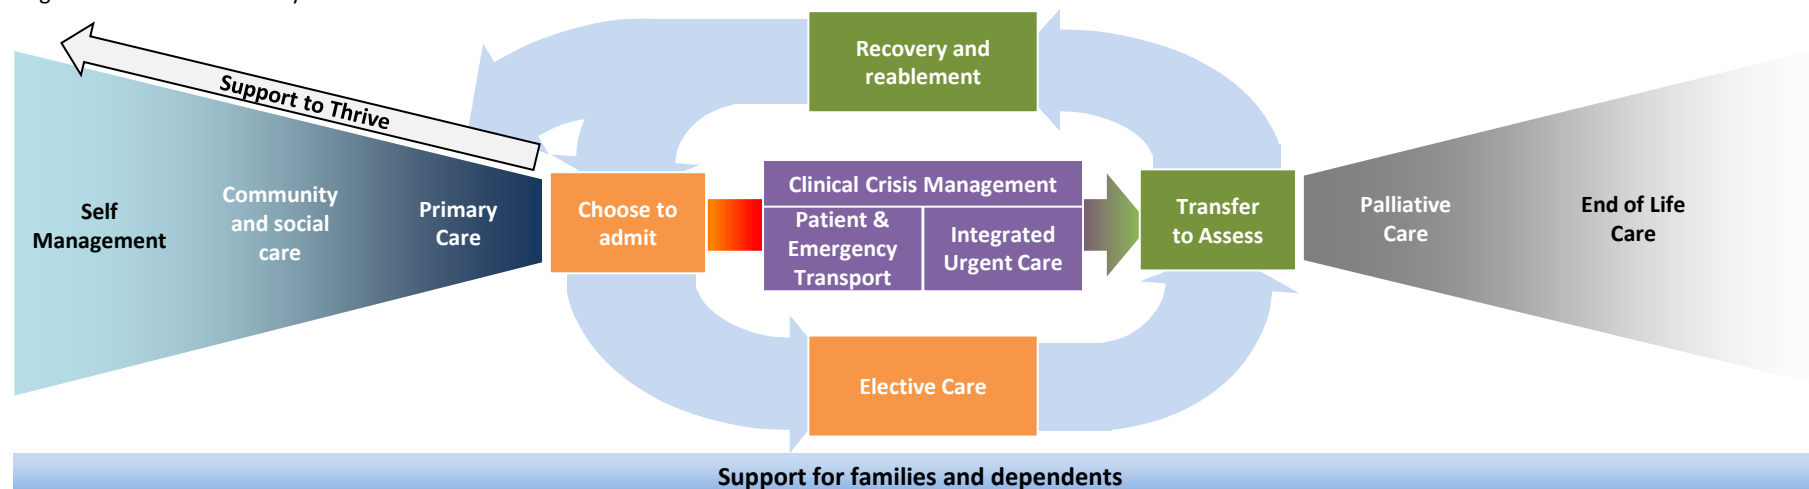 Support to Thrive
Recovery and
reablement
Self
Management
Community
and social
care
Primary
Care
Choose to
admit
Clinical Crisis Management
Patient &
Emergency
Transport
Integrated
Urgent Care
Transfer
to Assess
Palliative
Care
End of Life
Care
Elective Care
Support for families and dependents